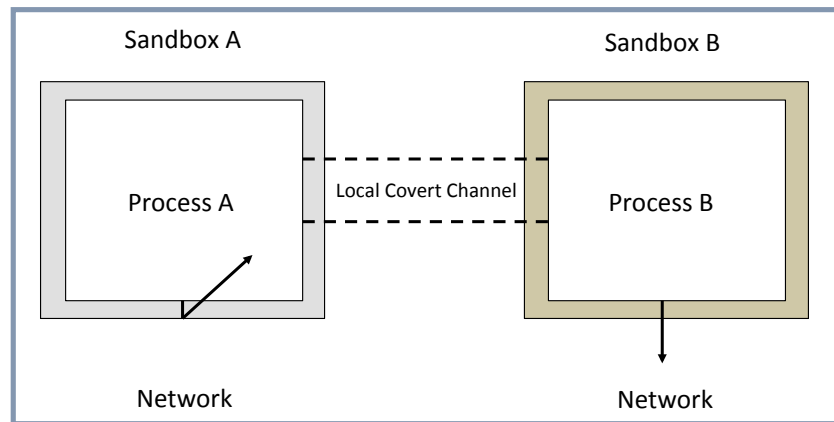 Sandbox A
Sandbox B
Process A
Local Covert Channel
Process B
Network
Network